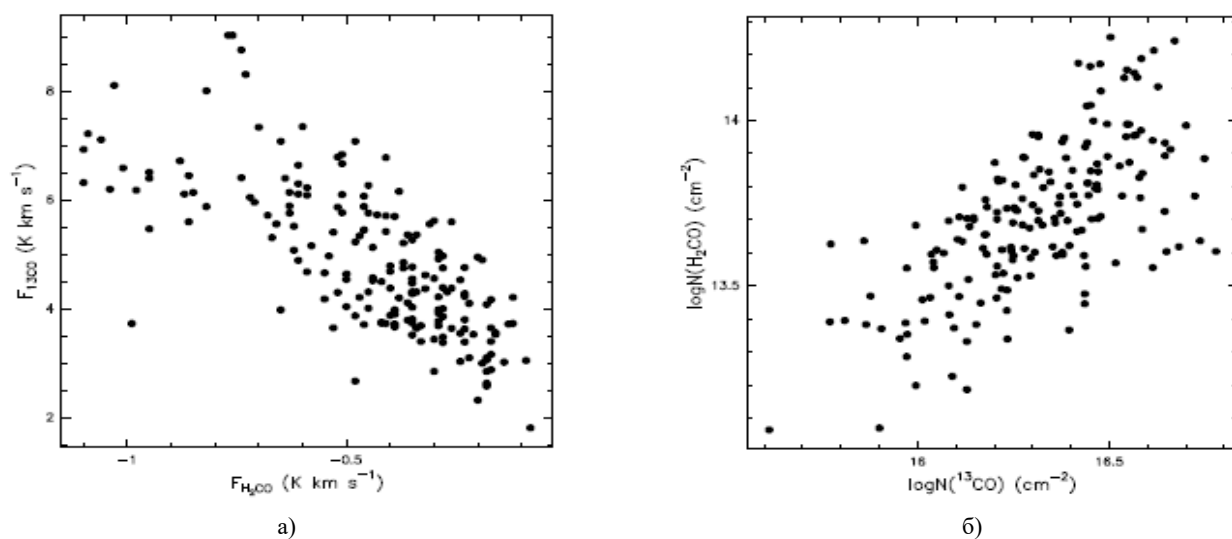 8
6
4
2
F₁₃CO (K km s⁻¹)
−1
−0.5
F_H₂CO (K km s⁻¹)
а)
14
13.5
logN(H₂CO) (cm⁻²)
16
16.5
logN(¹³CO) (cm⁻²)
б)